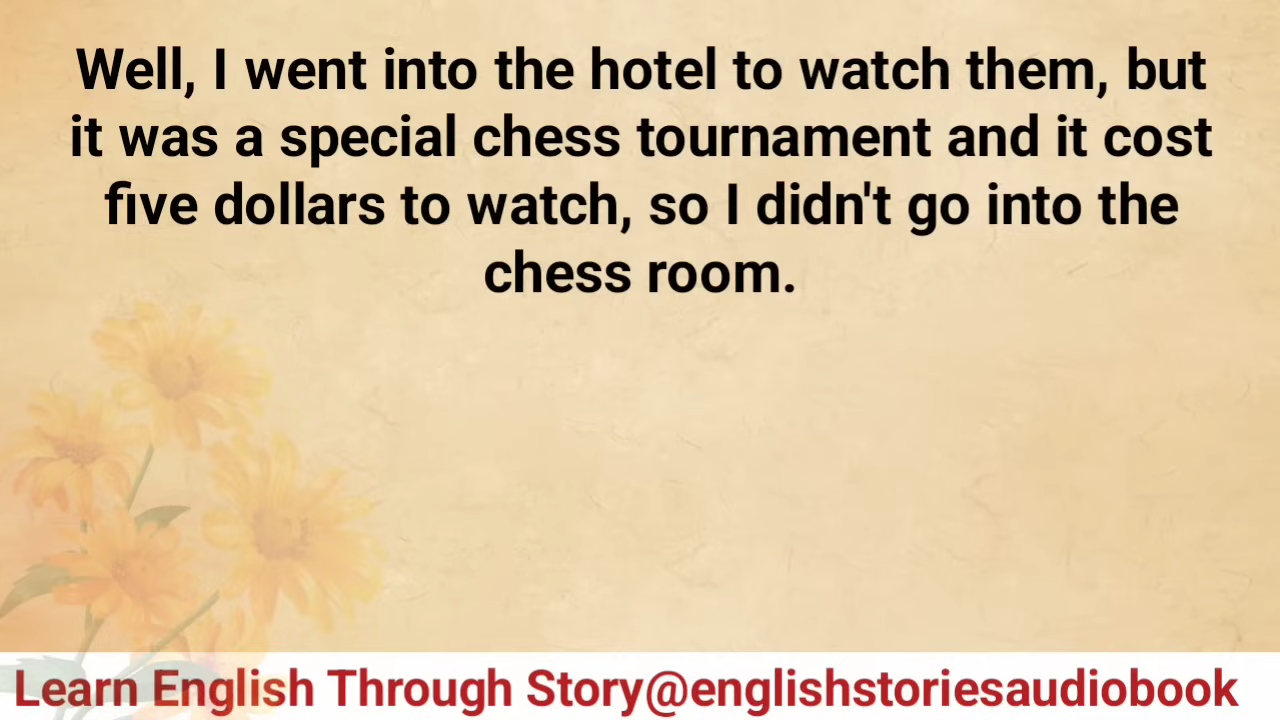 Well, I went into the hotel to watch them, but
it was a special chess tournament and it cost
five dollars to watch, so I didn't go into the
chess room.
Learn English Through Story@englishstoriesaudiobook